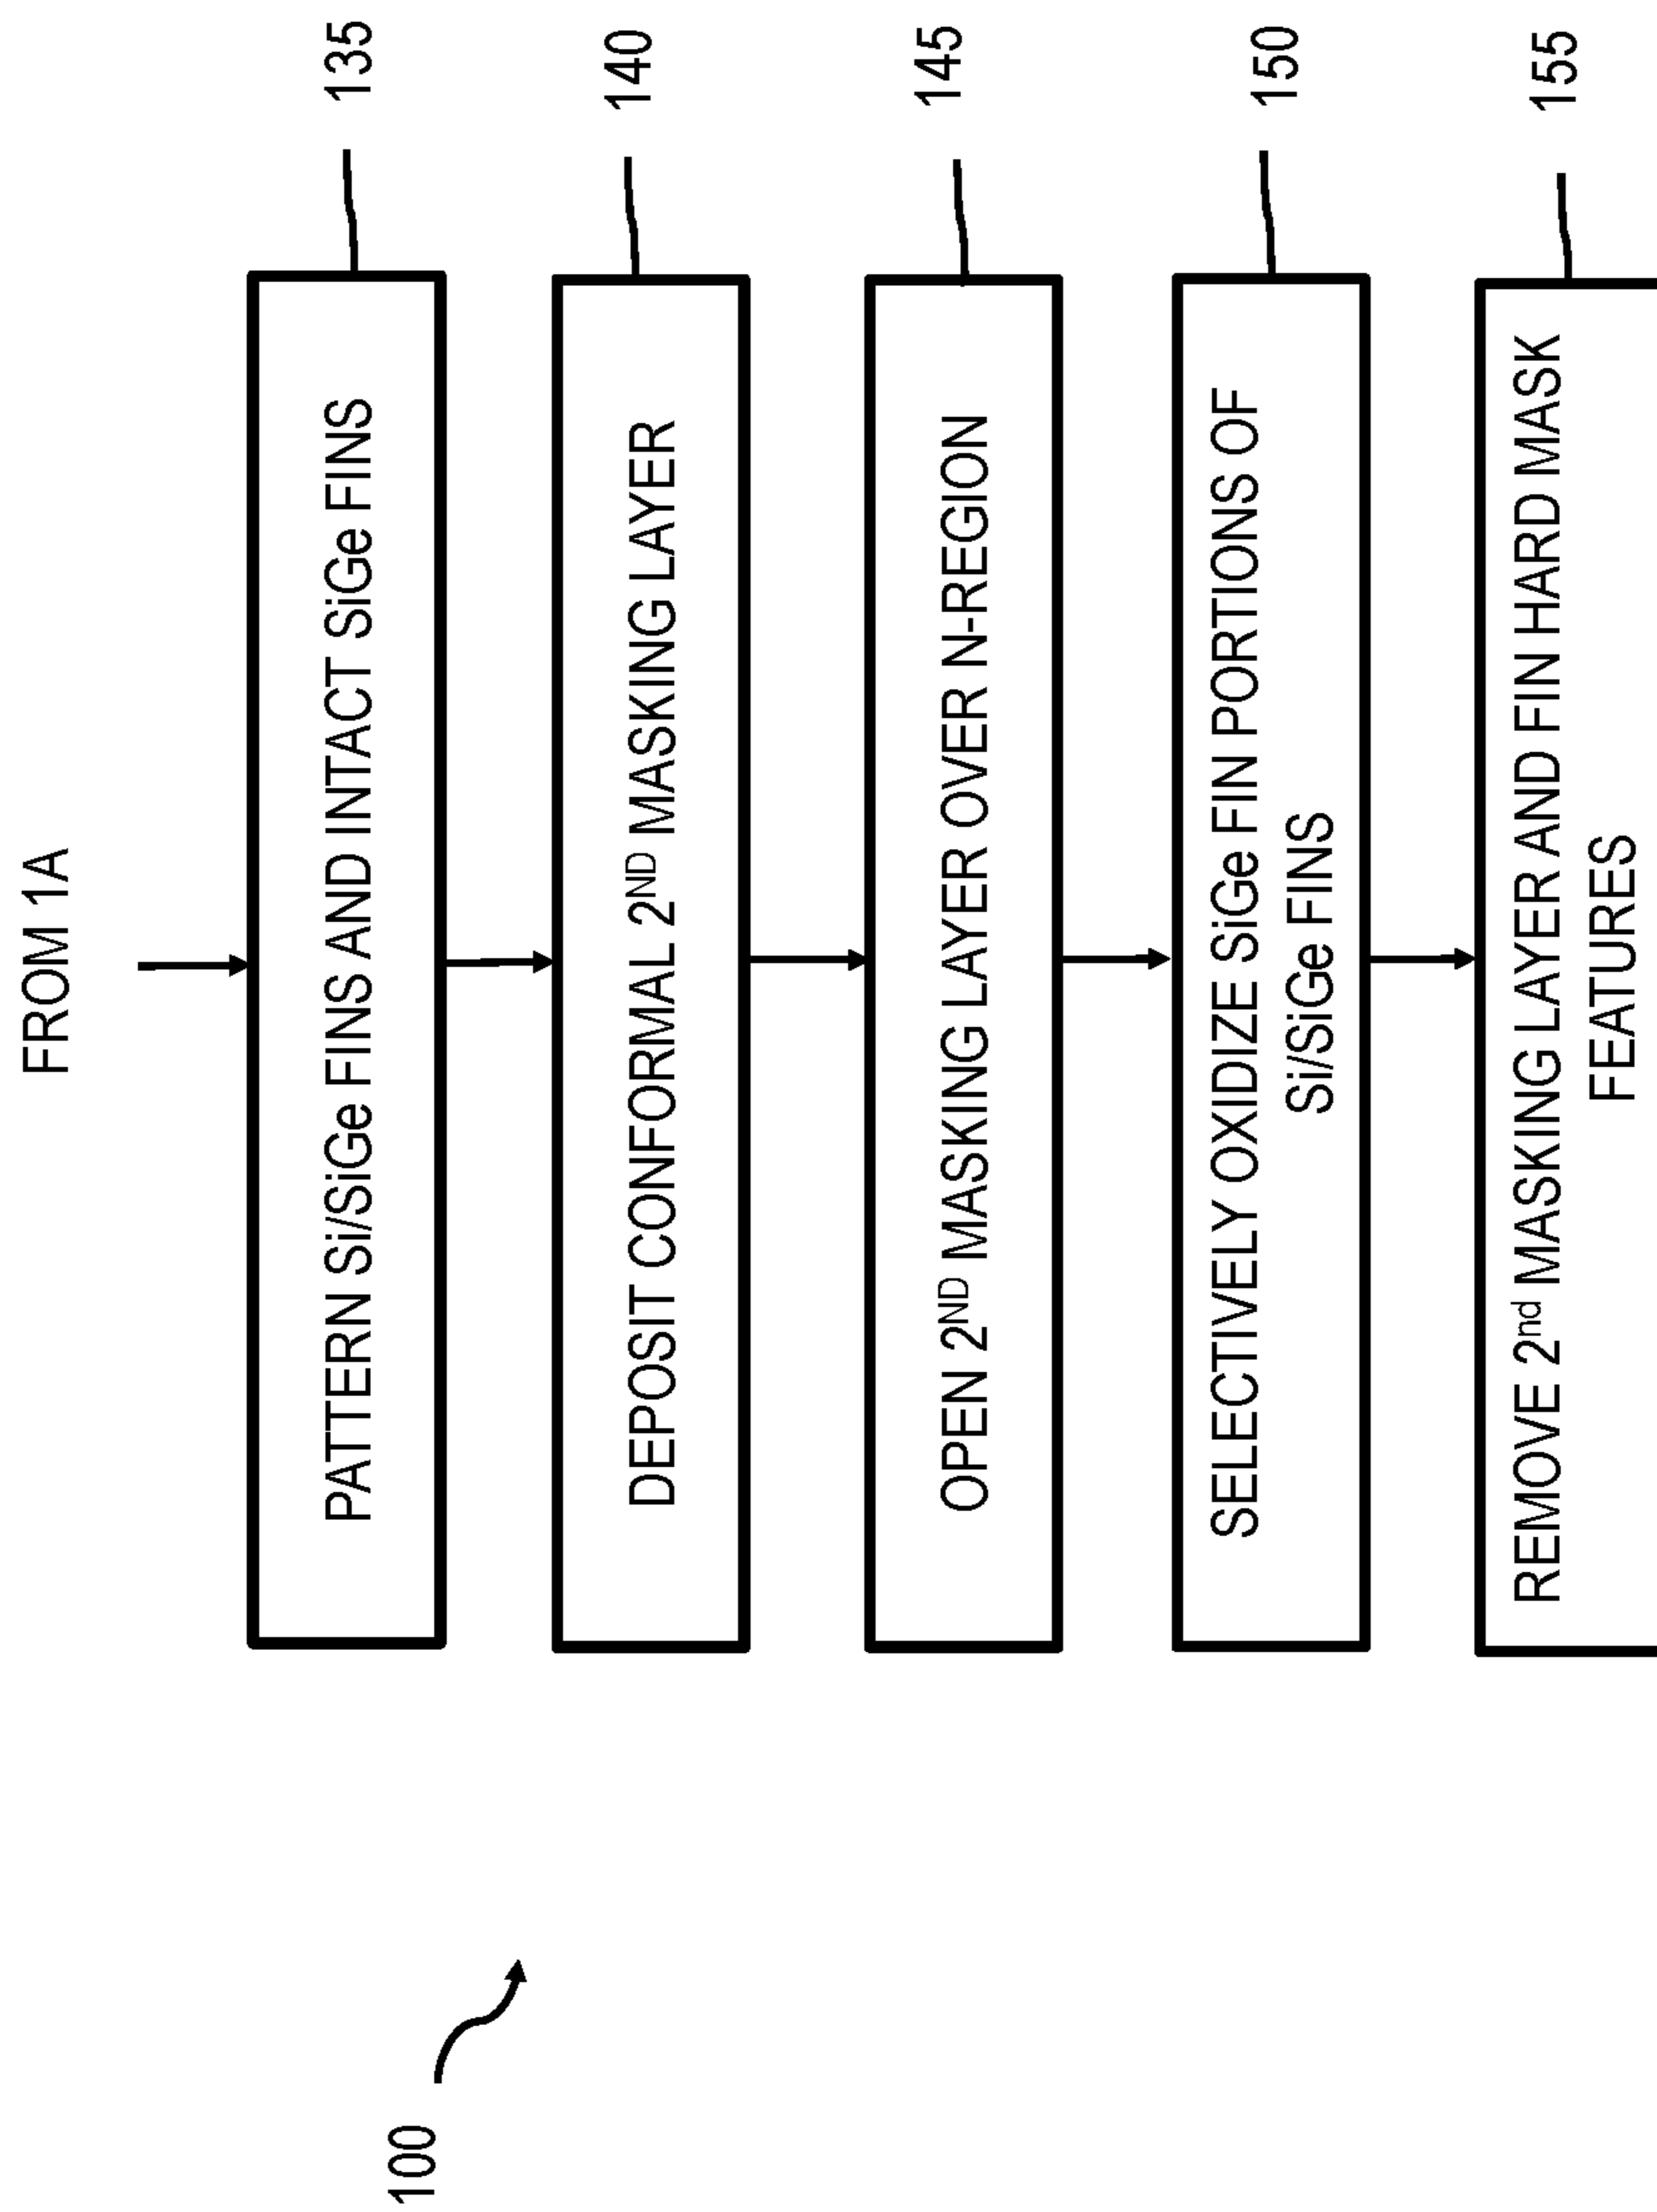 FROM 1A
PATTERN Si/SiGe FINS AND INTACT SiGe FINS
135
DEPOSIT CONFORMAL 2ND MASKING LAYER
140
OPEN 2ND MASKING LAYER OVER N-REGION
145
SELECTIVELY OXIDIZE SiGe FIN PORTIONS OF
Si/SiGe FINS
150
REMOVE 2nd MASKING LAYER AND FIN HARD MASK
FEATURES
155
100